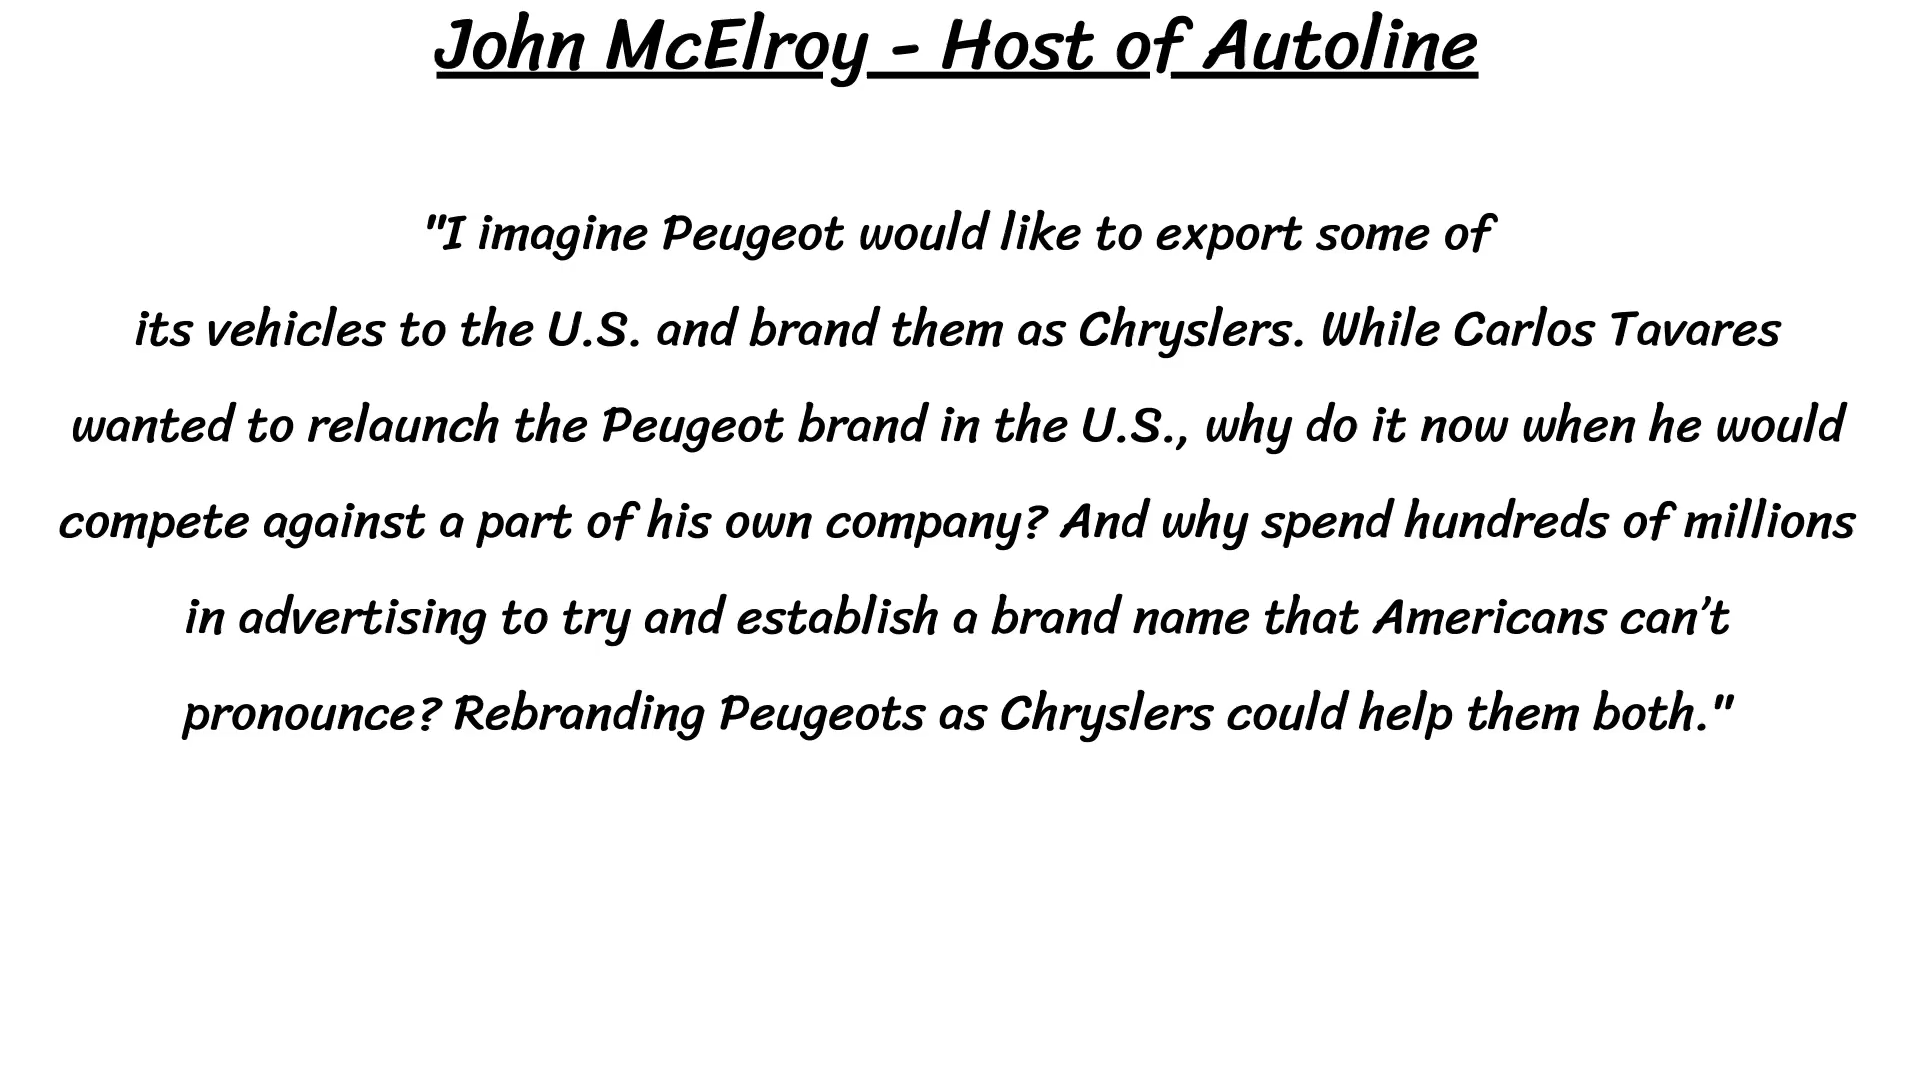 John McElroy - Host of Autoline
"I imagine Peugeot would like to export some of
its vehicles to the U.S. and brand them as Chryslers. While Carlos Tavares
wanted to relaunch the Peugeot brand in the U.S., why do it now when he would
compete against a part of his own company? And why spend hundreds of millions
in advertising to try and establish a brand name that Americans can’t
pronounce? Rebranding Peugeots as Chryslers could help them both."